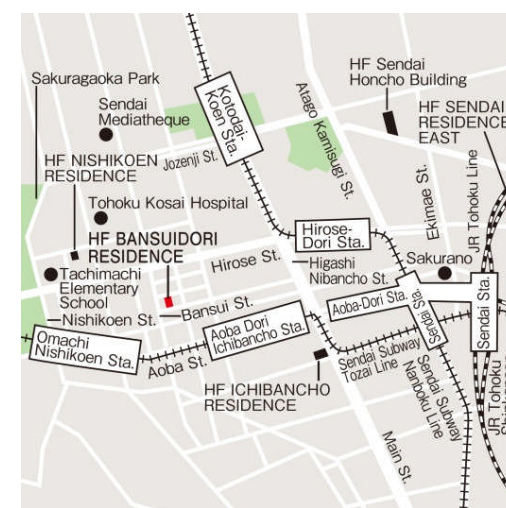 Sakuragaoka Park
Sendai
Mediatheque
HF NISHIKOEN
RESIDENCE
Jozenji St.
Kotodai-
Koen Sta.
Atago Kamisugi St.
HF Sendai
Honcho Building
HF SENDAI
RESIDENCE
EAST
Ekimae St.
JR Tohoku Line
Tohoku Kosai Hospital
HF BANSUIDORI
RESIDENCE
Hirose St.
Hirose-
Dori Sta.
Higashi
Nibancho St.
Sakurano
Tachimachi
Elementary
School
Nishikoen St.
Bansui St.
Omachi
Nishikoen Sta.
Aoba St.
Aoba Dori
Ichibancho Sta.
Aoba-Dori Sta.
Sendai Sta.
Sendai Sta.
HF ICHIBANCHO
RESIDENCE
Sendai Subway
Tozai Line
Sendai Subway
Nanboku Line
Main St.
JR Tohoku